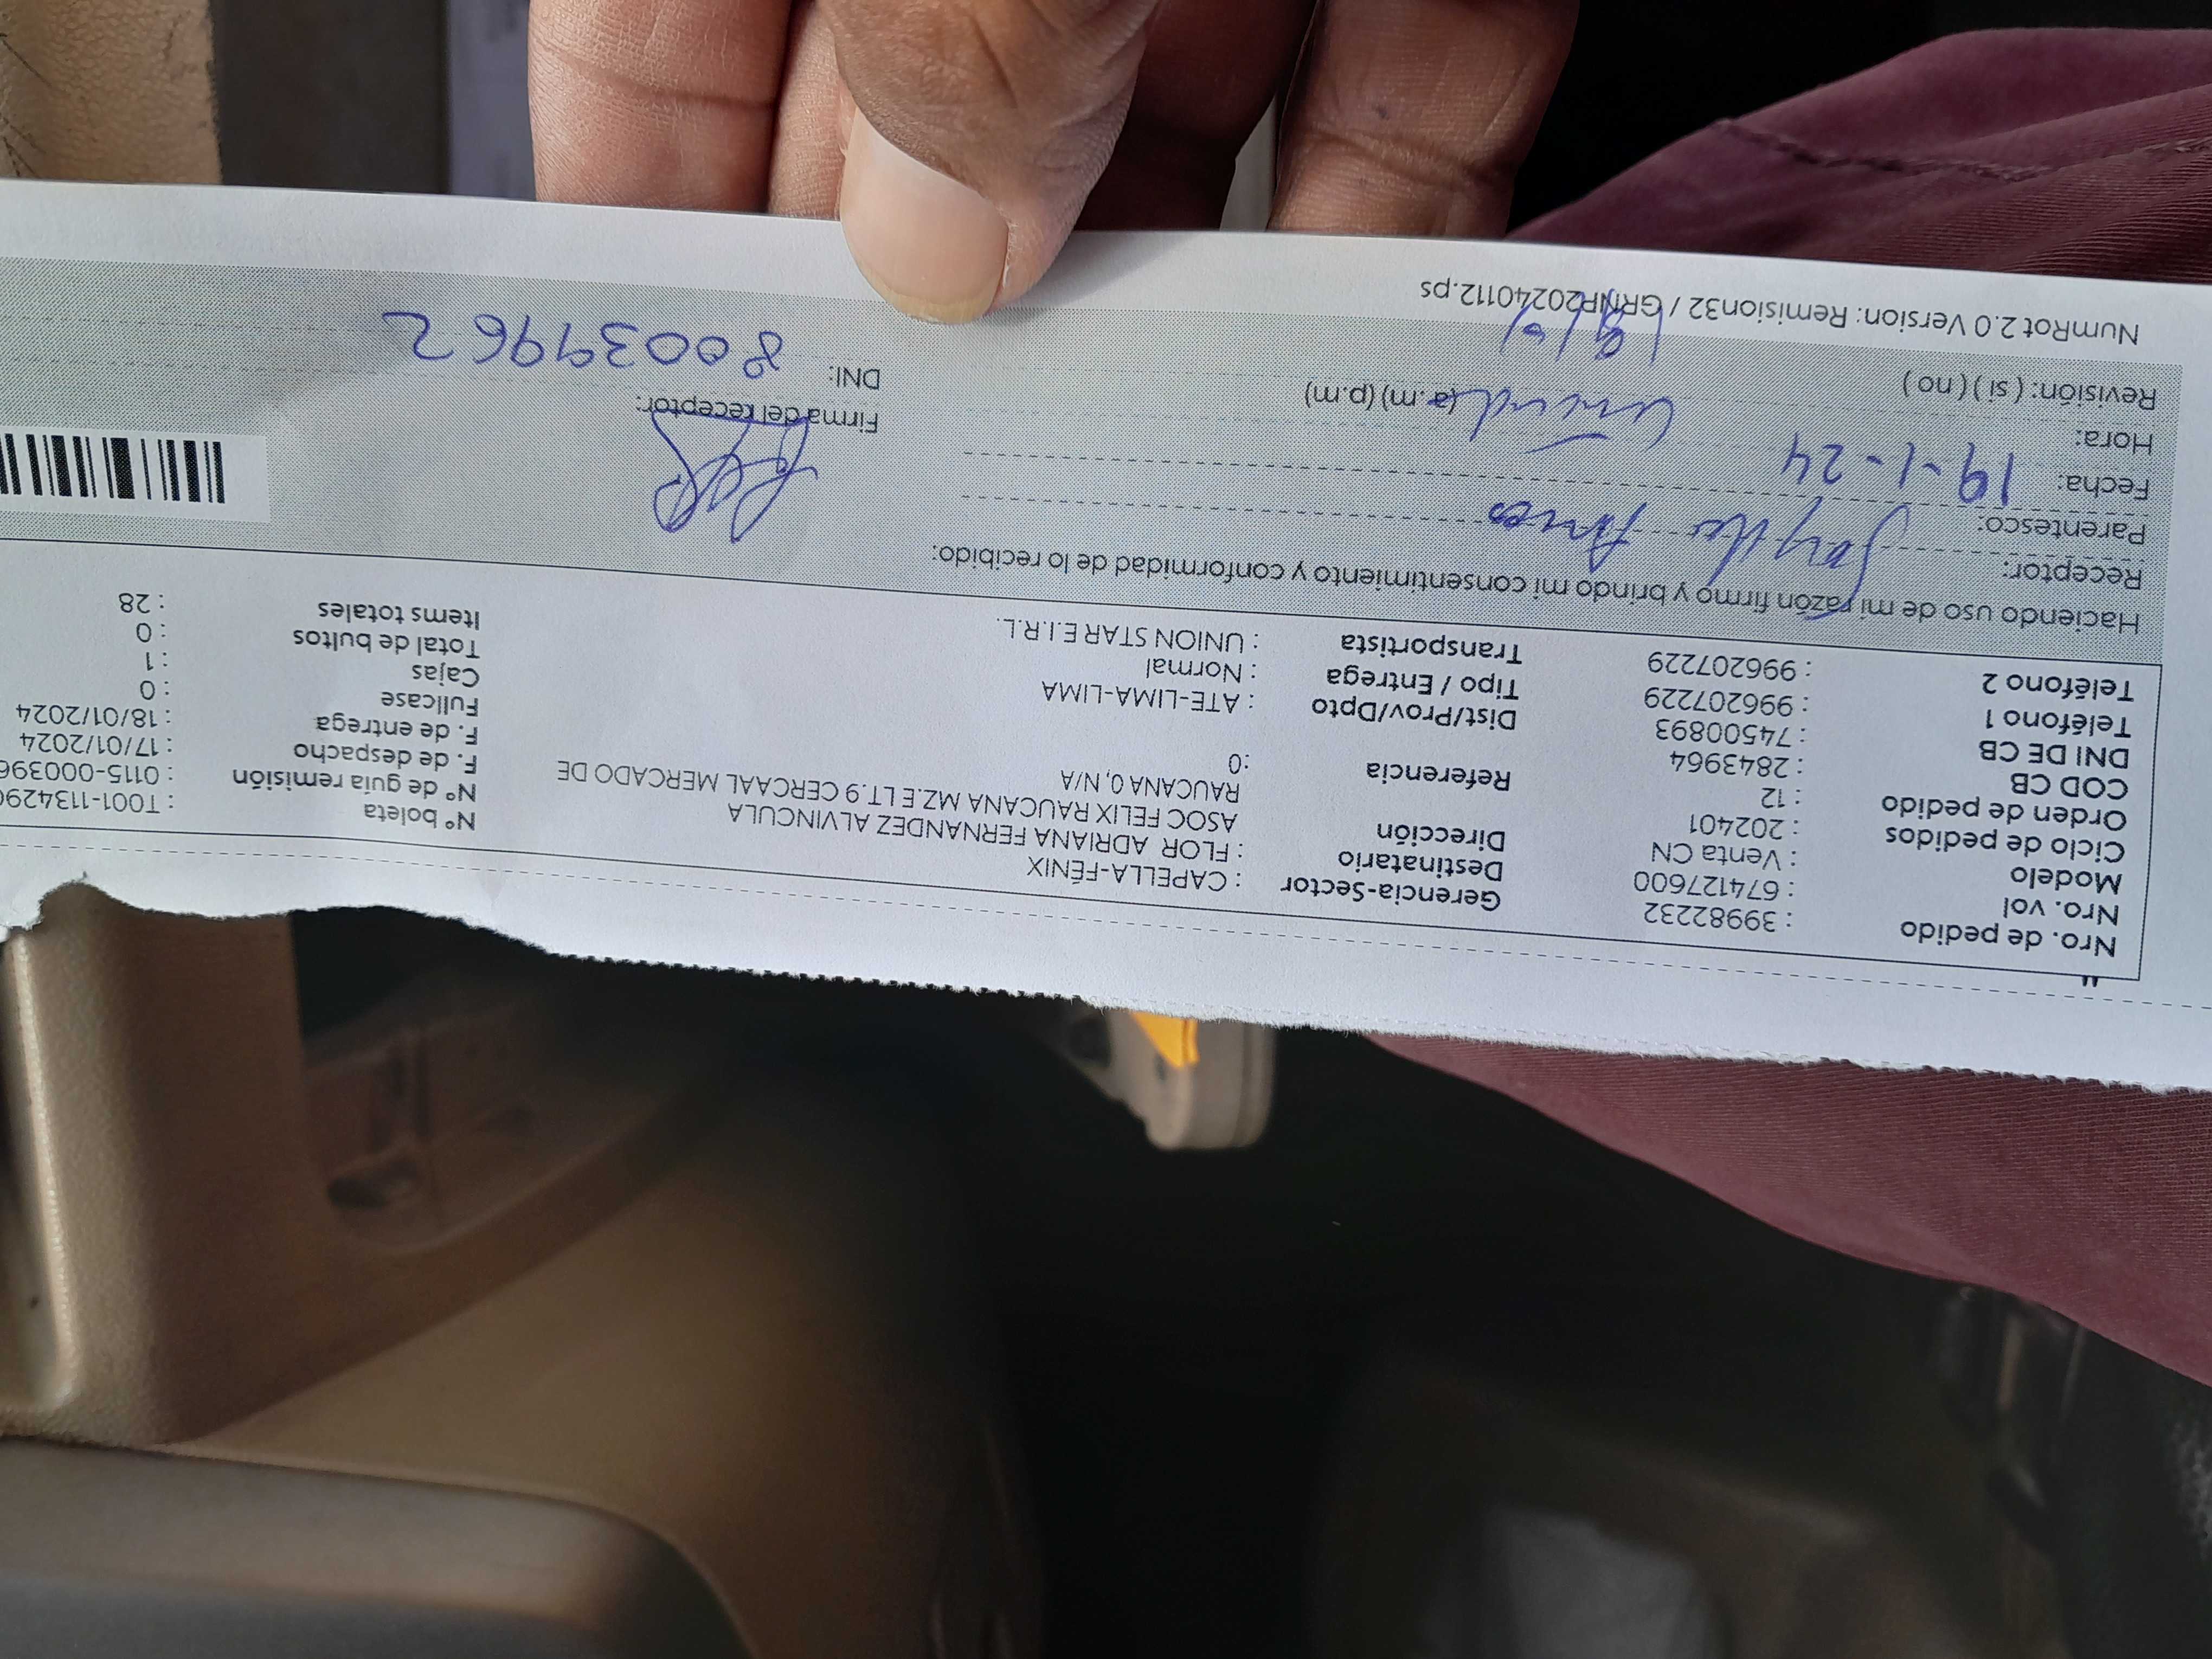 Nro. de pedido : 39982232 Gerencia-Sector : CAPELLA-FÉNIX Nº boleta : T001-1134290
Nro. vol : 674127600 Destinatario : FLOR ADRIANA FERNANDEZ ALVINCULA Nº de guia remisión : 0115-000396
Modelo : Venta CN Dirección ASOC FELIX RAUCANA MZ.E LT.9 CERCAAL MERCADO DE F. de despacho : 17/01/2024
Ciclo de pedidos : 202401 RAUCANA 0, N/A F. de entrega : 18/01/2024
Orden de pedido : 12 Referencia :0 Fullcase : 0
COD CB : 2843964 Cajas : 1
DNI DE CB : 74500893 Dist/Prov/Dpto : ATE-LIMA-LIMA Total de bultos : 0
Teléfono 1 : 996207229 Tipo / Entrega : Normal Items totales : 28
Teléfono 2 : 996207229 Transportista : UNION STAR E.I.R.L.
Haciendo uso de mi razón firmo y brindo mi consentimiento y conformidad de lo recibido:
Receptor:
Parentesco:
Fecha: 19-1-24
Hora: (a.m) (p.m) Firma del receptor:
Revisión: ( si ) ( no ) DNI: 80039962
NumRot 2.0 Version: Remision32 / GRNR20240112.ps